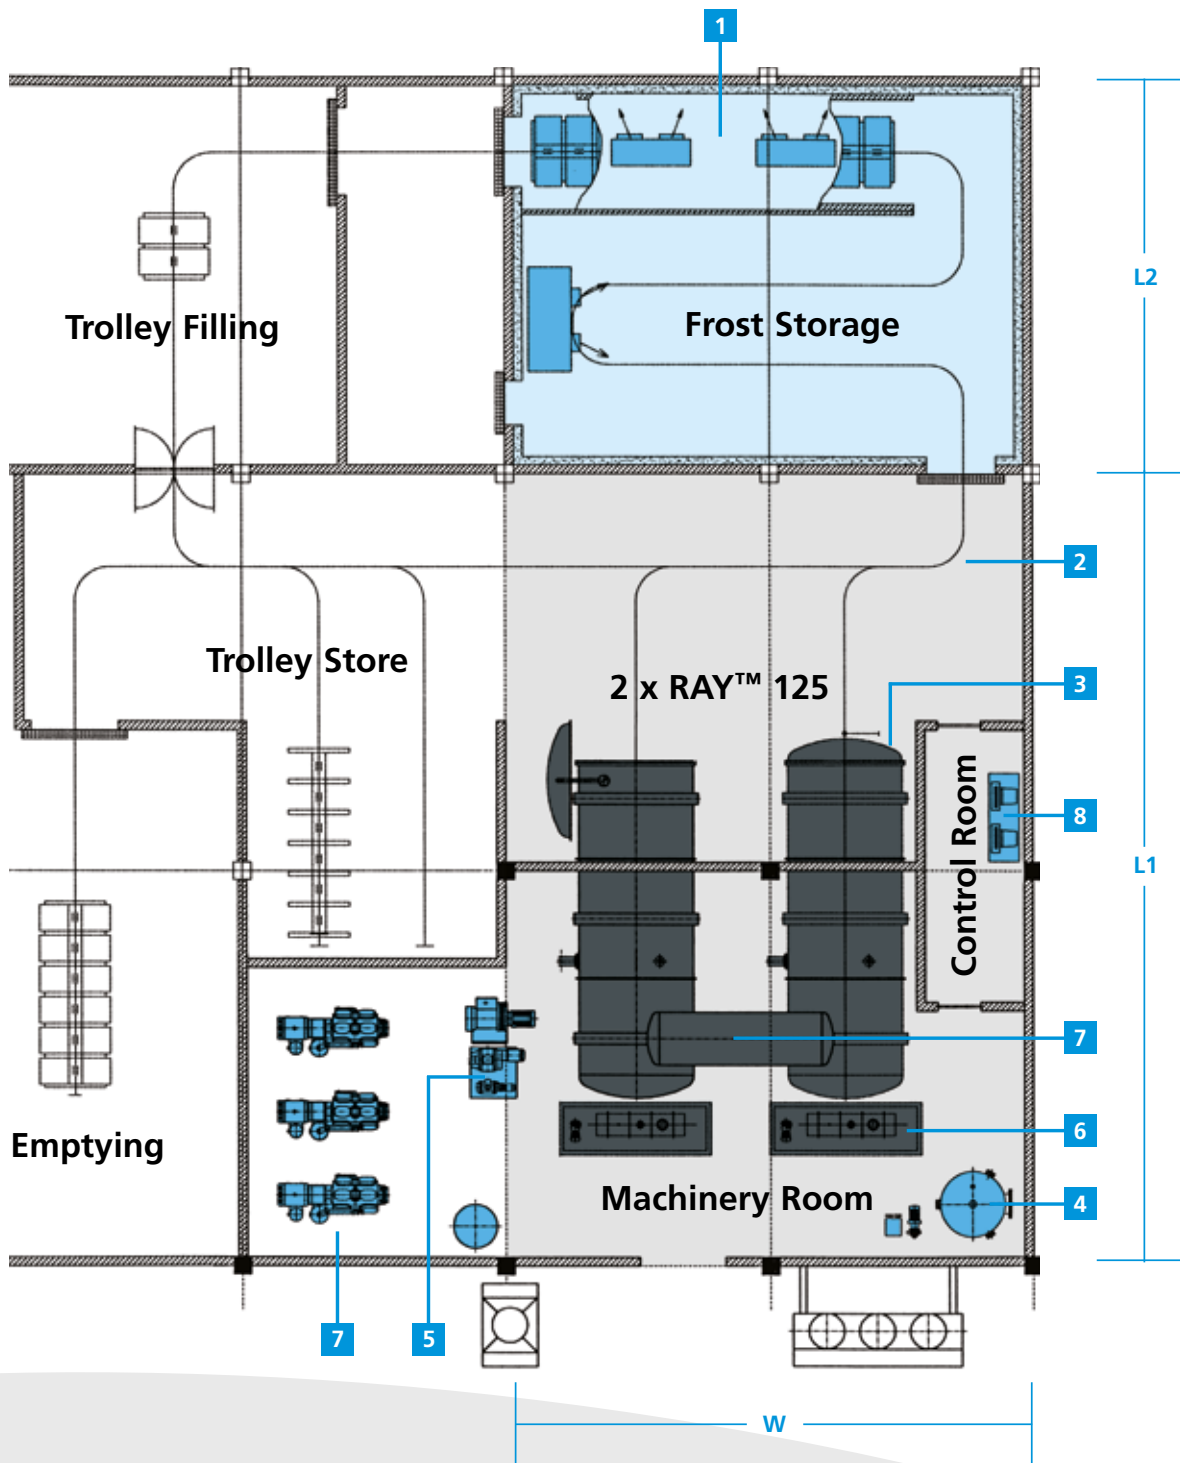 1
L2
Trolley Filling
Frost Storage
2
Trolley Store
2 x RAY™ 125
3
Control Room
8
L1
7
6
Emptying
Machinery Room
4
7
5
W